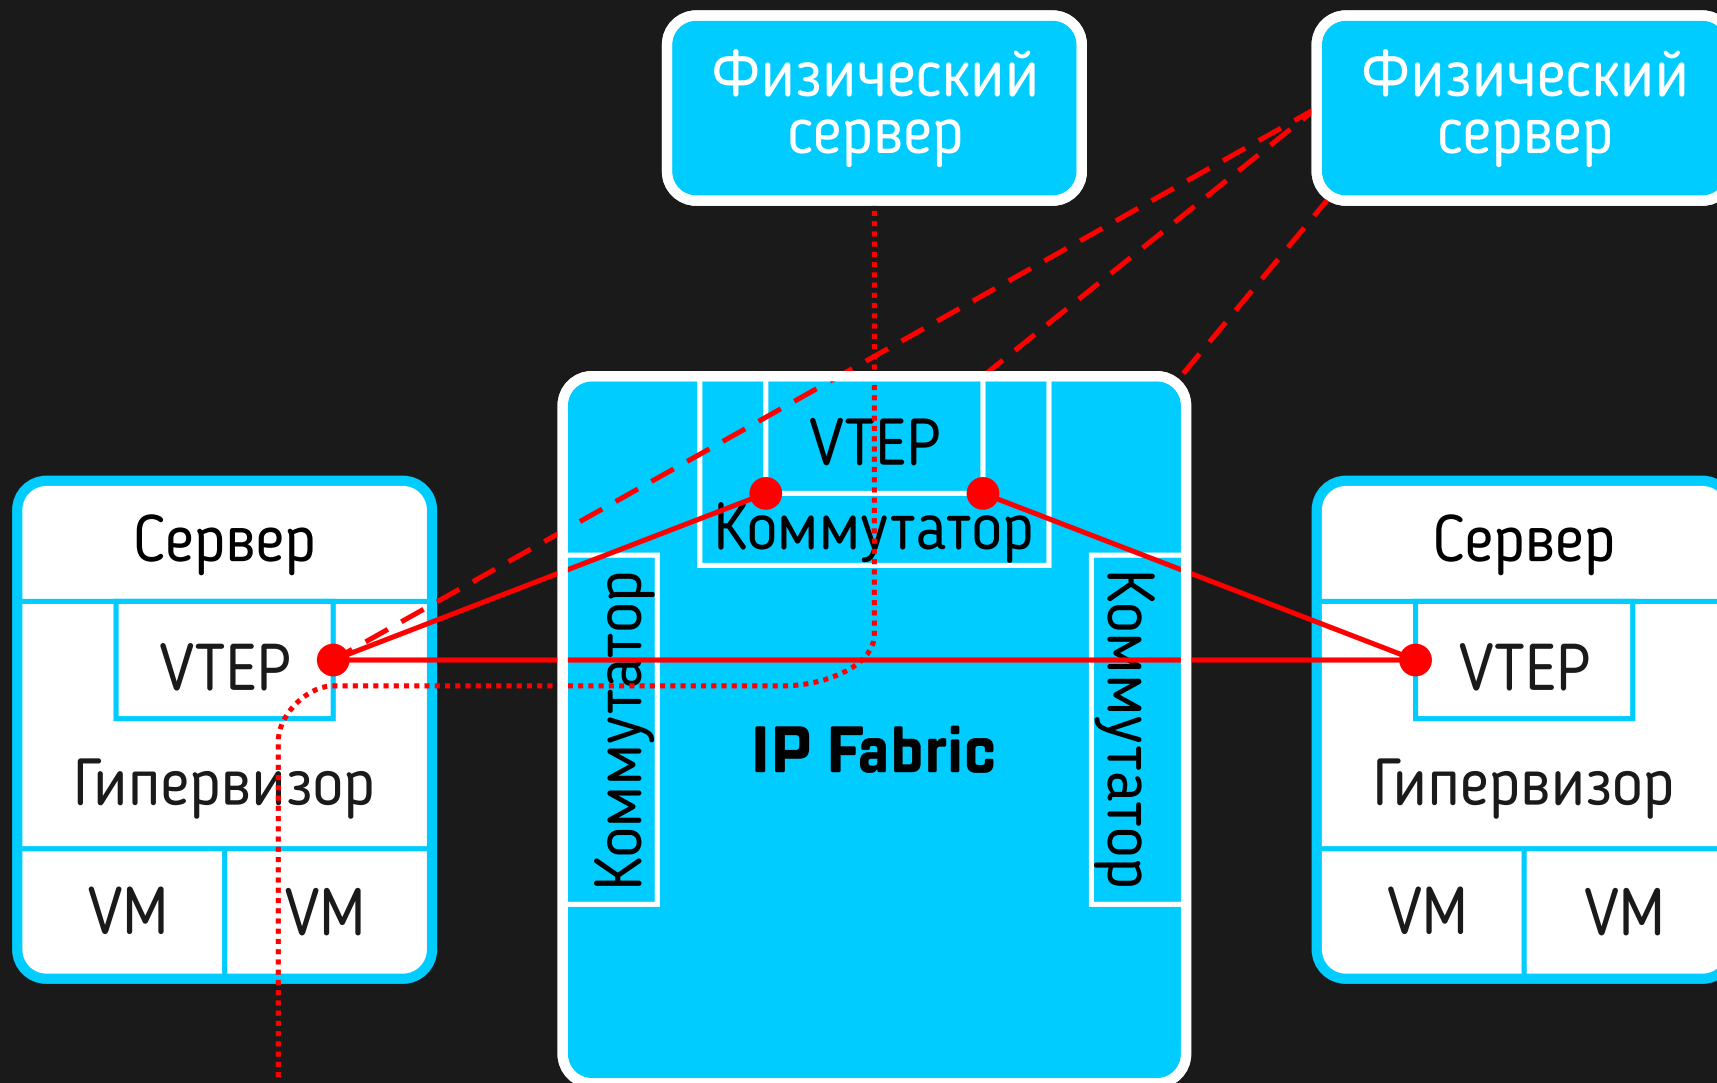 Физический
сервер
Физический
сервер
VTEP
Коммутатор
Сервер
VTEP
Гипервизор
VM
VM
Коммутатор
IP Fabric
Коммутатор
Сервер
VTEP
Гипервизор
VM
VM